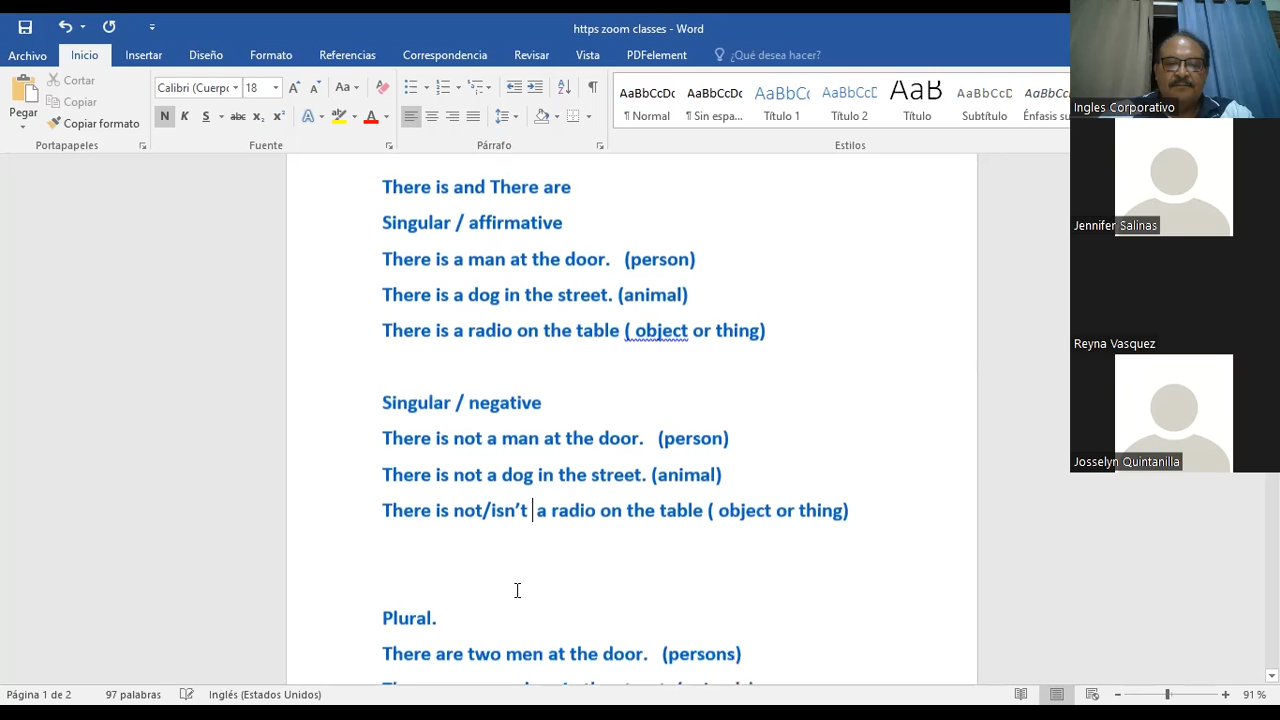 https zoom classes - Word
Archivo Inicio Insertar Diseño Formato Referencias Correspondencia Revisar Vista PDFelement ¿Qué desea hacer?
Pegar
Cortar
Copiar
Copiar formato
Portapapeles
Calibri (Cuerpo 18
N K S abc x₂ x²
Fuente
Párrafo
AaBbCcDc AaBbCcDc AaBbCc AaBbCcD AaB AaBbCcD AaBbCcDc
¶ Normal ¶ Sin espa... Título 1 Título 2 Título Subtítulo Énfasis su
Estilos
There is and There are
Singular / affirmative
There is a man at the door. (person)
There is a dog in the street. (animal)
There is a radio on the table ( object or thing)
Singular / negative
There is not a man at the door. (person)
There is not a dog in the street. (animal)
There is not/isn’t a radio on the table ( object or thing)
Plural.
There are two men at the door. (persons)
Página 1 de 2 97 palabras Inglés (Estados Unidos) 91 %
Ingles Corporativo
Jennifer Salinas
Reyna Vasquez
Josselyn Quintanilla